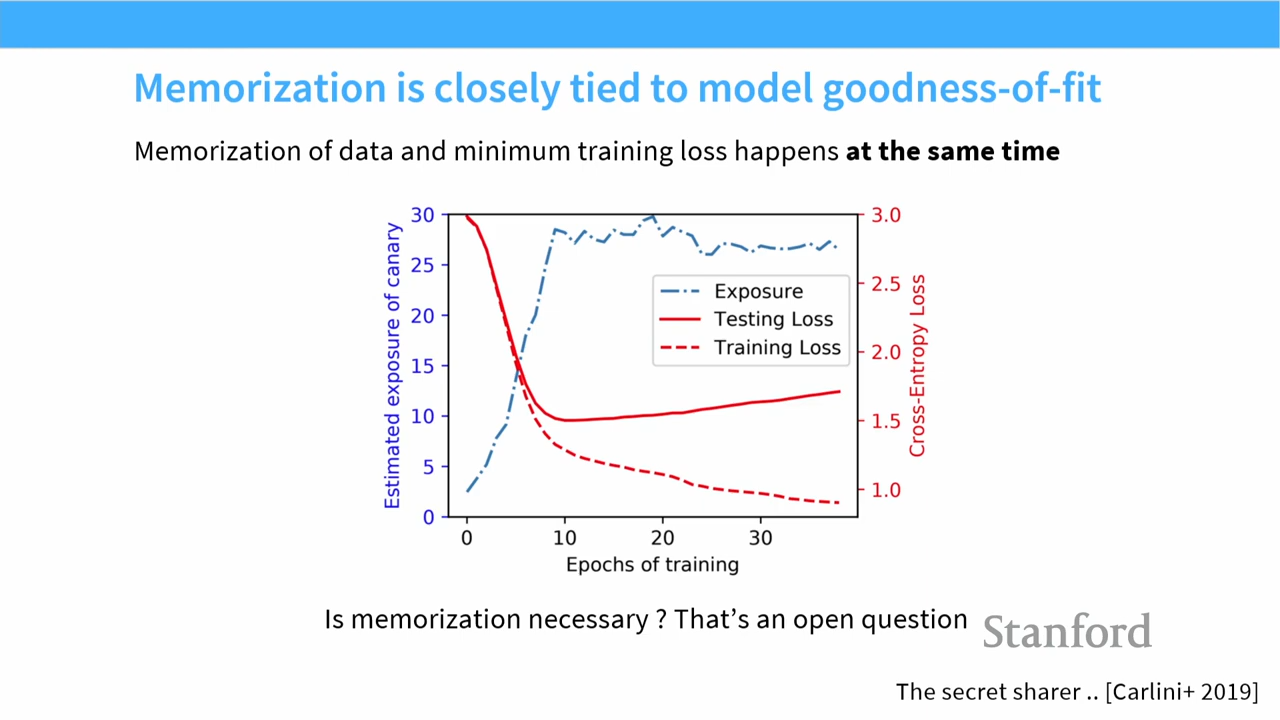 Memorization is closely tied to model goodness-of-fit
Memorization of data and minimum training loss happens at the same time
Estimated exposure of canary
30
25
20
15
10
5
0
Exposure
Testing Loss
Training Loss
3.0
2.5
2.0
1.5
1.0
Cross-Entropy Loss
0 10 20 30
Epochs of training
Is memorization necessary ? That’s an open question
Stanford
The secret sharer .. [Carlini+ 2019]